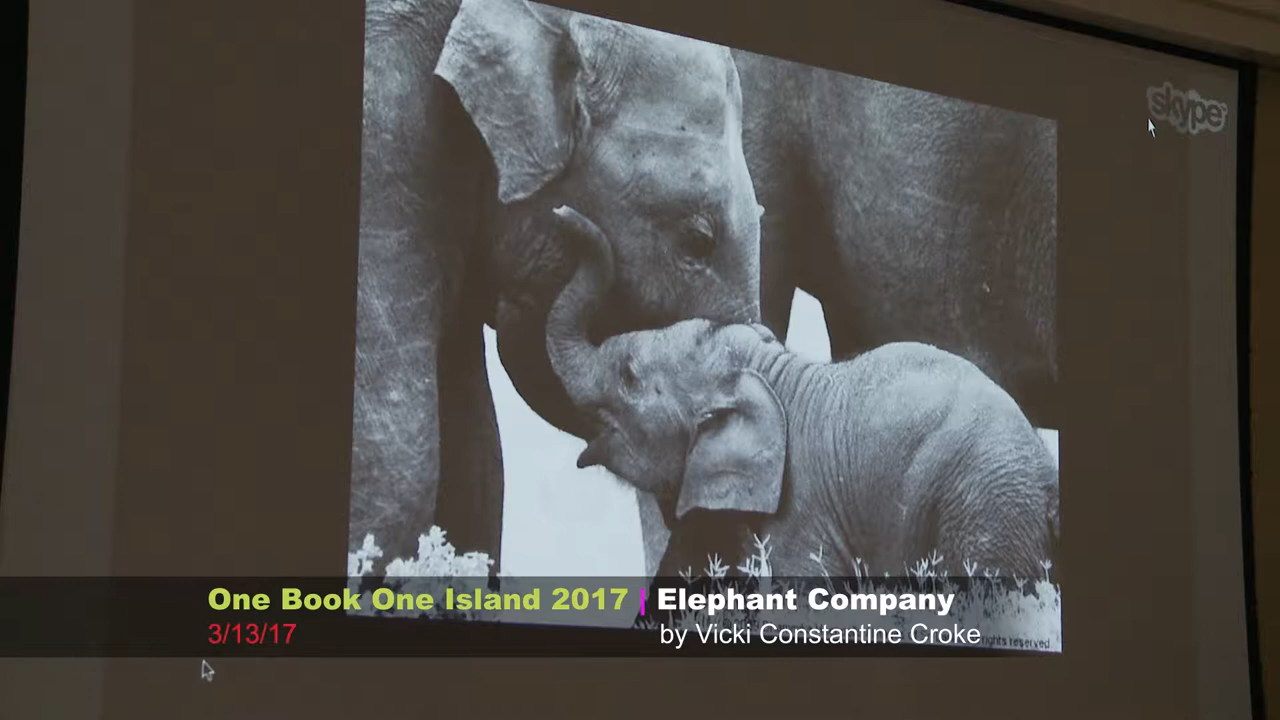 skype
One Book One Island 2017 | Elephant Company
3/13/17
by Vicki Constantine Croke
rights reserved